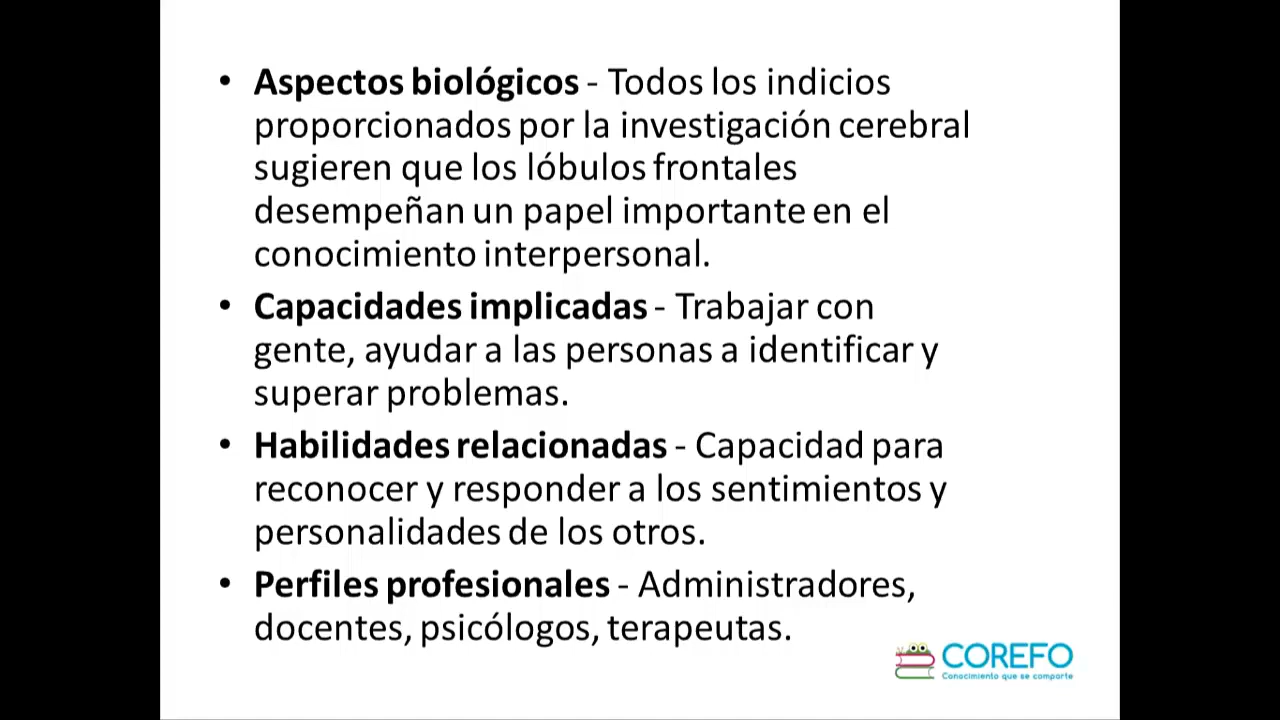 • Aspectos biológicos - Todos los indicios
proporcionados por la investigación cerebral
sugieren que los lóbulos frontales
desempeñan un papel importante en el
conocimiento interpersonal.
• Capacidades implicadas - Trabajar con
gente, ayudar a las personas a identificar y
superar problemas.
• Habilidades relacionadas - Capacidad para
reconocer y responder a los sentimientos y
personalidades de los otros.
• Perfiles profesionales - Administradores,
docentes, psicólogos, terapeutas.
COREFO
Conocimiento que se comparte